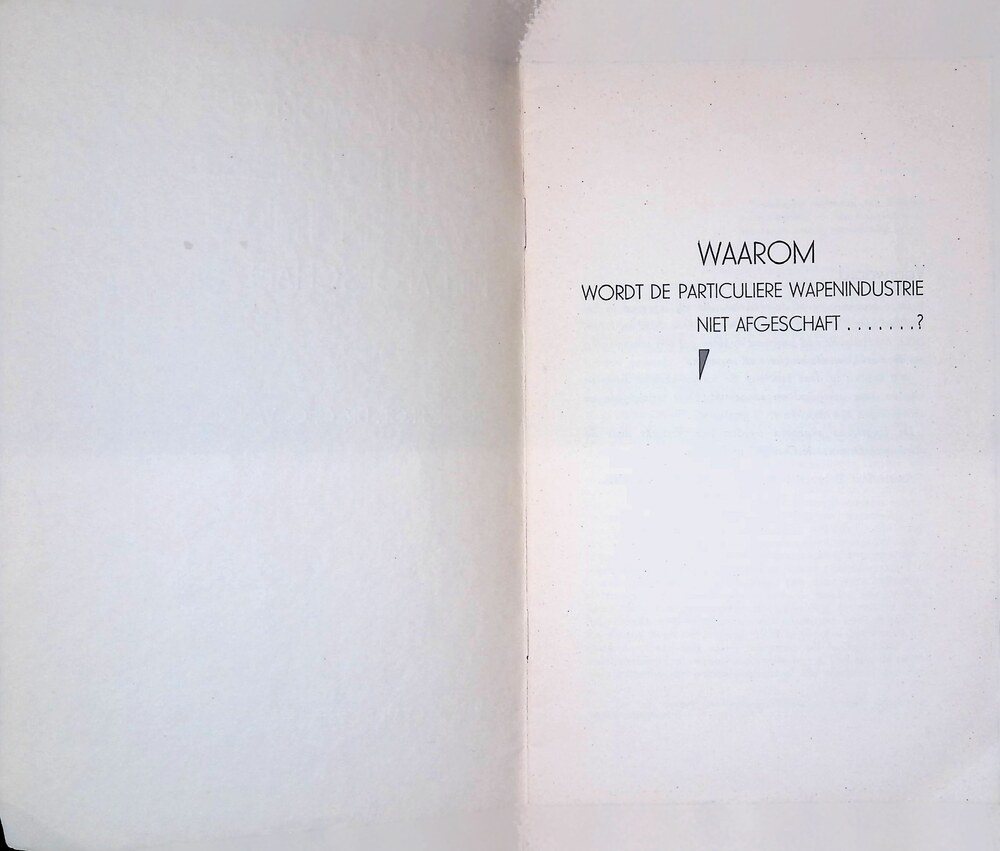 WAAROM
WORDT DE PARTICULIERE WAPENINDUSTRIE
NIET AFGESCHAFT . . . . . . . ?